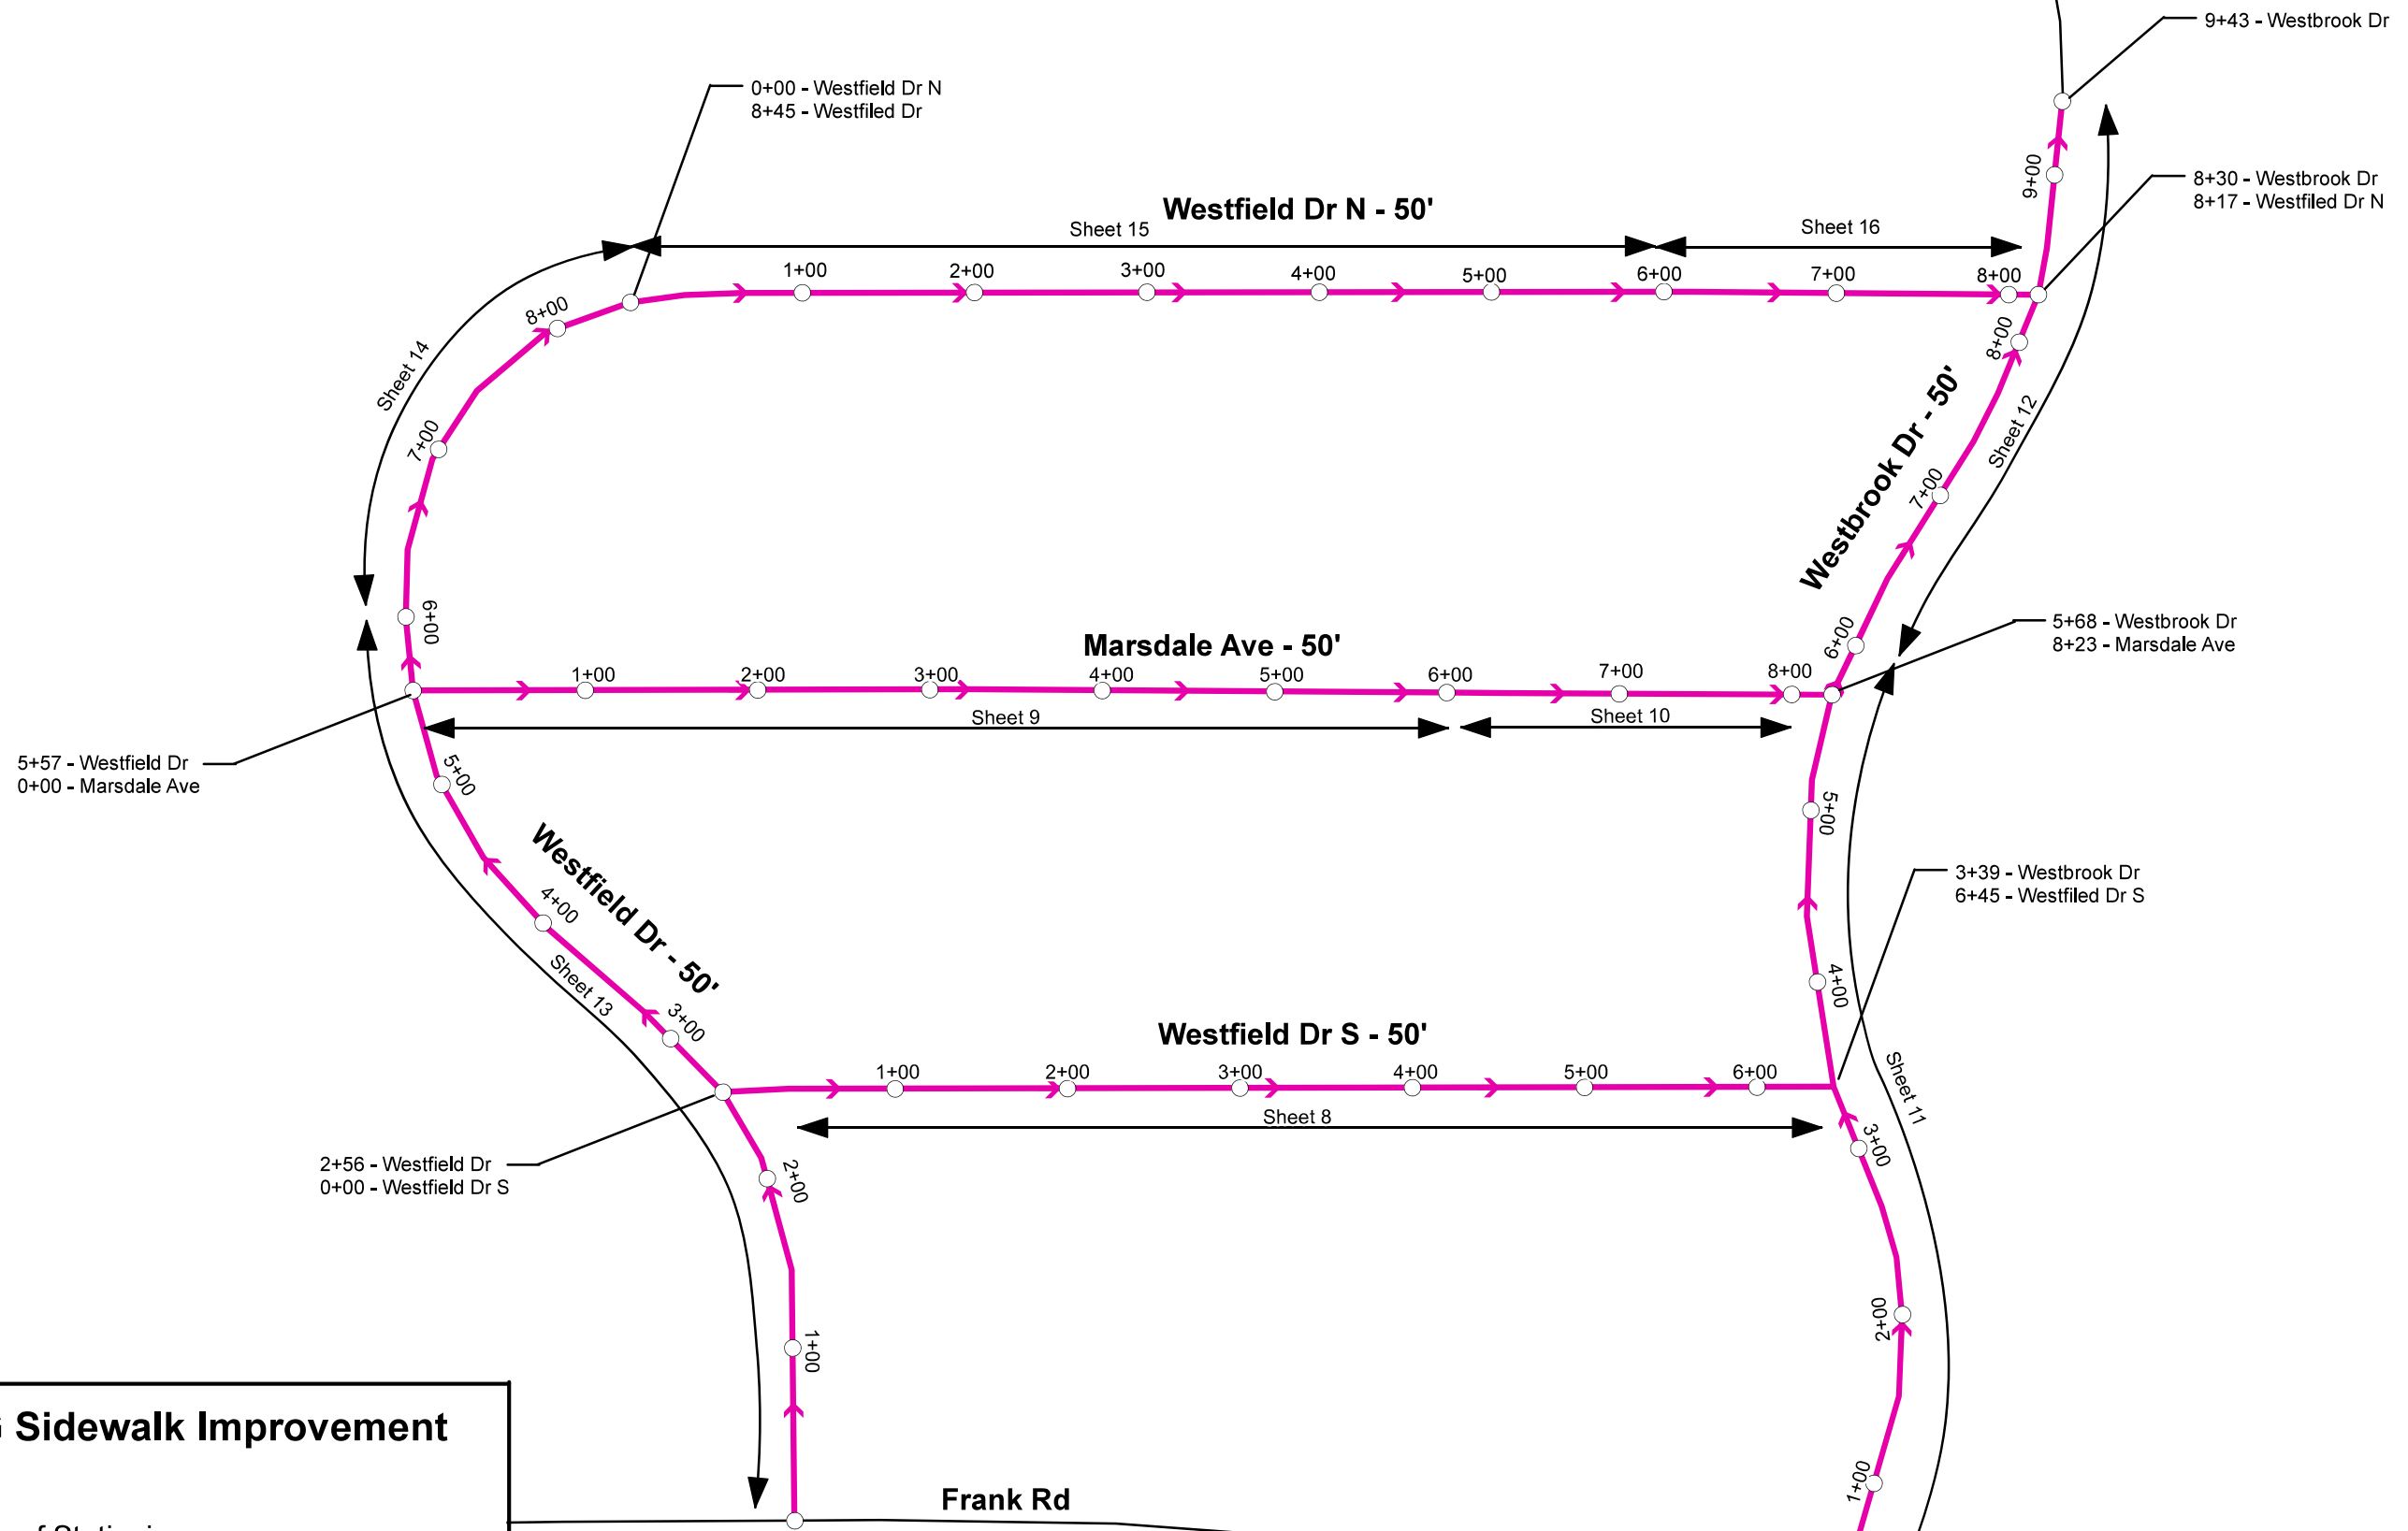 9+43 - Westbrook Dr
0+00 - Westfield Dr N
8+45 - Westfiled Dr
8+30 - Westbrook Dr
8+17 - Westfiled Dr N
9+00
Westfield Dr N - 50'
Sheet 15
Sheet 16
1+00
2+00
3+00
4+00
5+00
6+00
7+00
8+00
8+00
8+00
Sheet 14
7+00
Westbrook Dr - 50'
Sheet 12
7+00
6+00
6+00
5+68 - Westbrook Dr
8+23 - Marsdale Ave
Marsdale Ave - 50'
1+00
2+00
3+00
4+00
5+00
6+00
7+00
8+00
Sheet 9
Sheet 10
5+57 - Westfield Dr
0+00 - Marsdale Ave
5+00
5+00
Westfield Dr - 50'
4+00
Sheet 13
3+00
3+39 - Westbrook Dr
6+45 - Westfiled Dr S
4+00
Westfield Dr S - 50'
1+00
2+00
3+00
4+00
5+00
6+00
Sheet 8
Sheet 11
3+00
2+56 - Westfield Dr
0+00 - Westfield Dr S
2+00
2+00
1+00
Sidewalk Improvement
1+00
Frank Rd